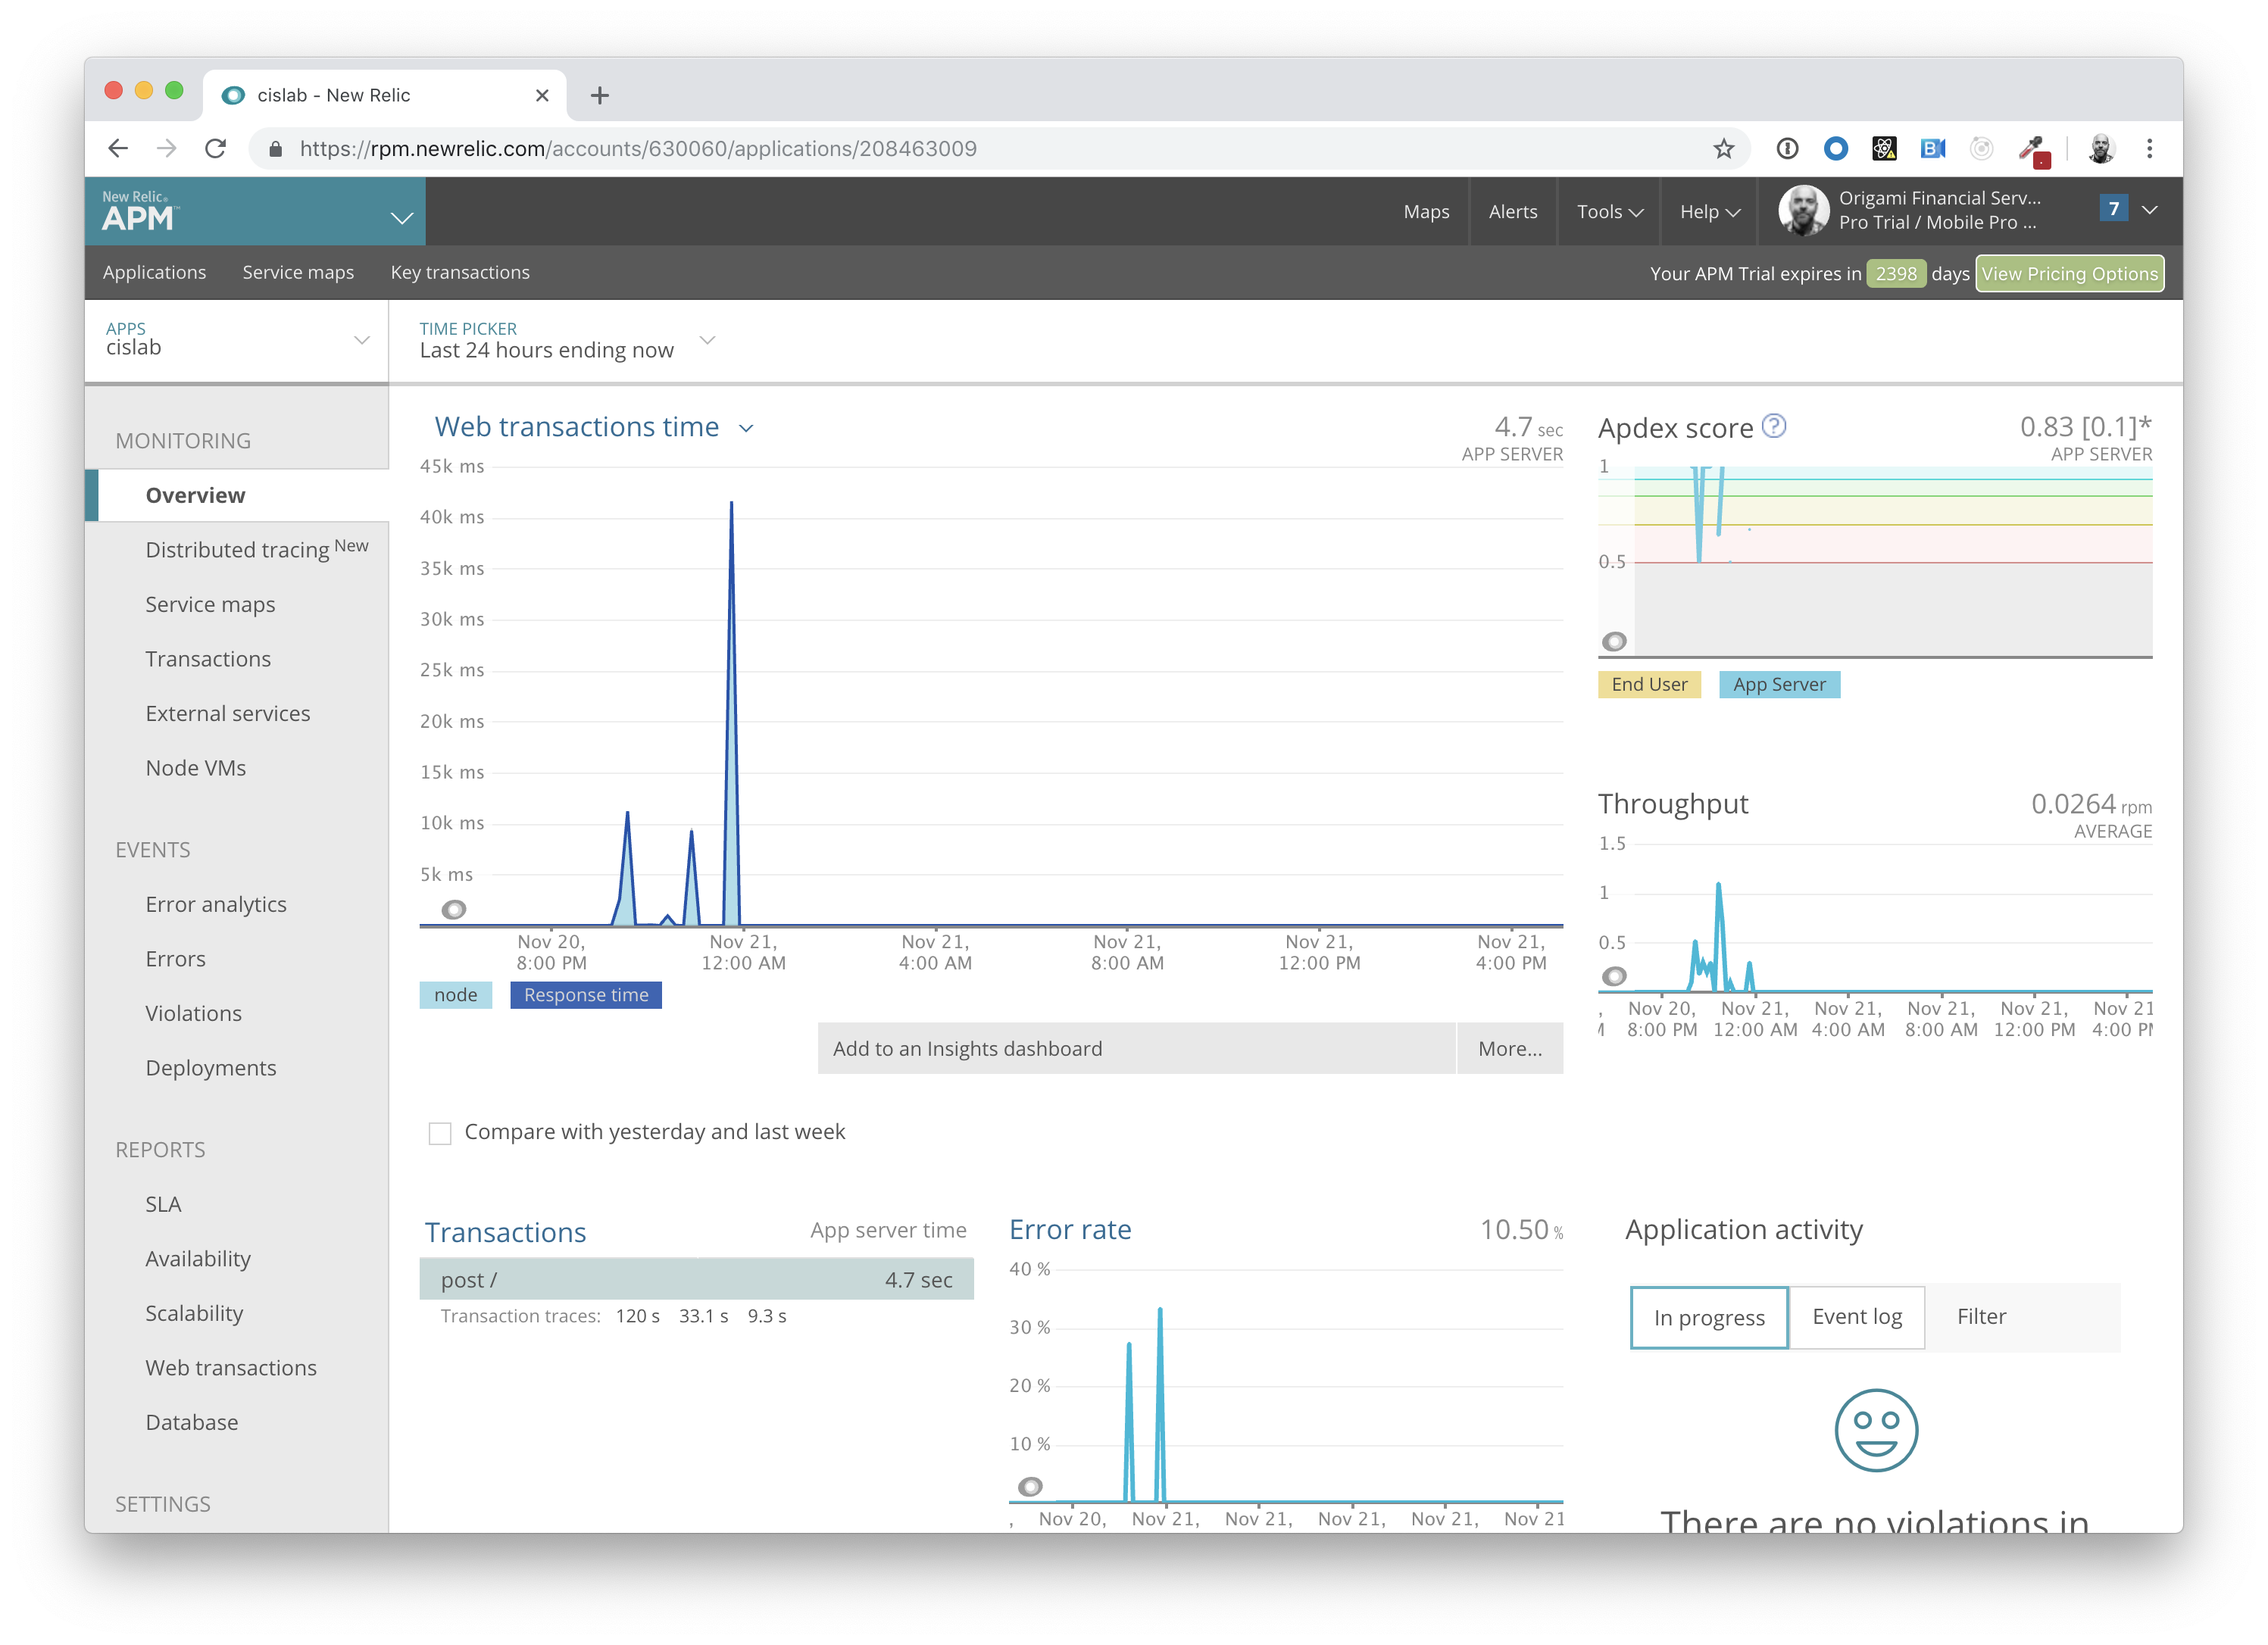 cislab - New Relic
https://rpm.newrelic.com/accounts/630060/applications/208463009
New Relic®
APM™
Maps
Alerts
Tools
Help
Origami Financial Serv...
Pro Trial / Mobile Pro ...
7
Applications
Service maps
Key transactions
Your APM Trial expires in 2398 days View Pricing Options
APPS
cislab
TIME PICKER
Last 24 hours ending now
MONITORING
Overview
Distributed tracing New
Service maps
Transactions
External services
Node VMs
EVENTS
Error analytics
Errors
Violations
Deployments
REPORTS
SLA
Availability
Scalability
Web transactions
Database
SETTINGS
Web transactions time
4.7 sec
APP SERVER
45k ms
40k ms
35k ms
30k ms
25k ms
20k ms
15k ms
10k ms
5k ms
Nov 20, Nov 21, Nov 21, Nov 21, Nov 21, Nov 21,
8:00 PM 12:00 AM 4:00 AM 8:00 AM 12:00 PM 4:00 PM
node
Response time
Add to an Insights dashboard
More...
Compare with yesterday and last week
Apdex score ?
0.83 [0.1]*
APP SERVER
1
0.5
End User
App Server
Throughput
0.0264 rpm
AVERAGE
1.5
1
0.5
, Nov 20, Nov 21, Nov 21, Nov 21, Nov 21, Nov 21
8:00 PM 12:00 AM 4:00 AM 8:00 AM 12:00 PM 4:00 PM
Transactions
App server time
post / 4.7 sec
Transaction traces: 120 s 33.1 s 9.3 s
Error rate
10.50 %
40 %
30 %
20 %
10 %
, Nov 20, Nov 21, Nov 21, Nov 21, Nov 21, Nov 21
Application activity
In progress
Event log
Filter
There are no violations in